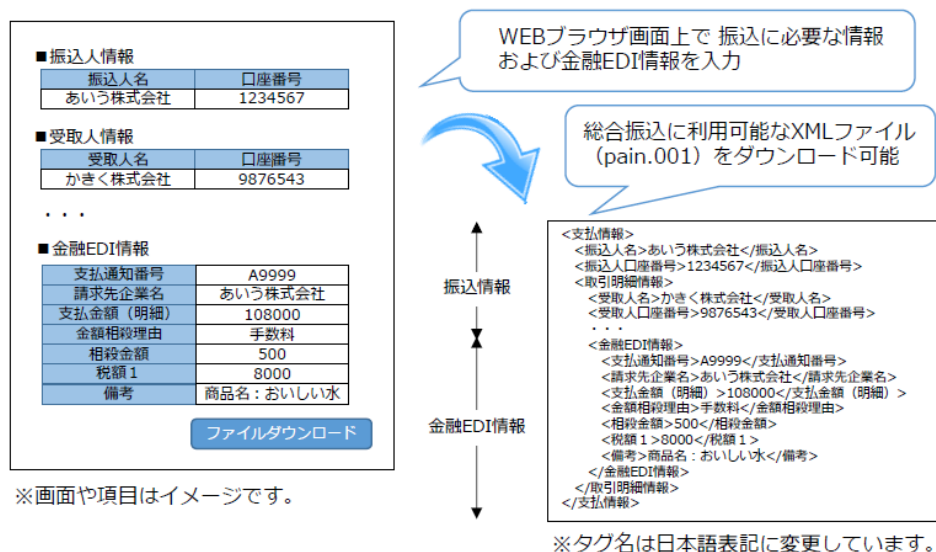 WEBブラウザ画面上で 振込に必要な情報
および金融EDI情報を入力
■振込人情報
振込人名 口座番号
あいう株式会社 1234567
■受取人情報
受取人名 口座番号
かきく株式会社 9876543
・・・
■金融EDI情報
支払通知番号 A9999
請求先企業名 あいう株式会社
支払金額（明細） 108000
金額相殺理由 手数料
相殺金額 500
税額１ 8000
備考 商品名：おいしい水
ファイルダウンロード
※画面や項目はイメージです。
総合振込に利用可能なXMLファイル
（pain.001）をダウンロード可能
振込情報
金融EDI情報
<支払情報>
<振込人名>あいう株式会社</振込人名>
<振込人口座番号>1234567</振込人口座番号>
<取引明細情報>
<受取人名>かきく株式会社</受取人名>
<受取人口座番号>9876543</受取人口座番号>
・・・
<金融EDI情報>
<支払通知番号>A9999</支払通知番号>
<請求先企業名>あいう株式会社</請求先企業名>
<支払金額（明細）>108000</支払金額（明細）>
<金額相殺理由>手数料</金額相殺理由>
<相殺金額>500</相殺金額>
<税額１>8000</税額１>
<備考>商品名：おいしい水</備考>
</金融EDI情報>
</取引明細情報>
</支払情報>
※タグ名は日本語表記に変更しています。